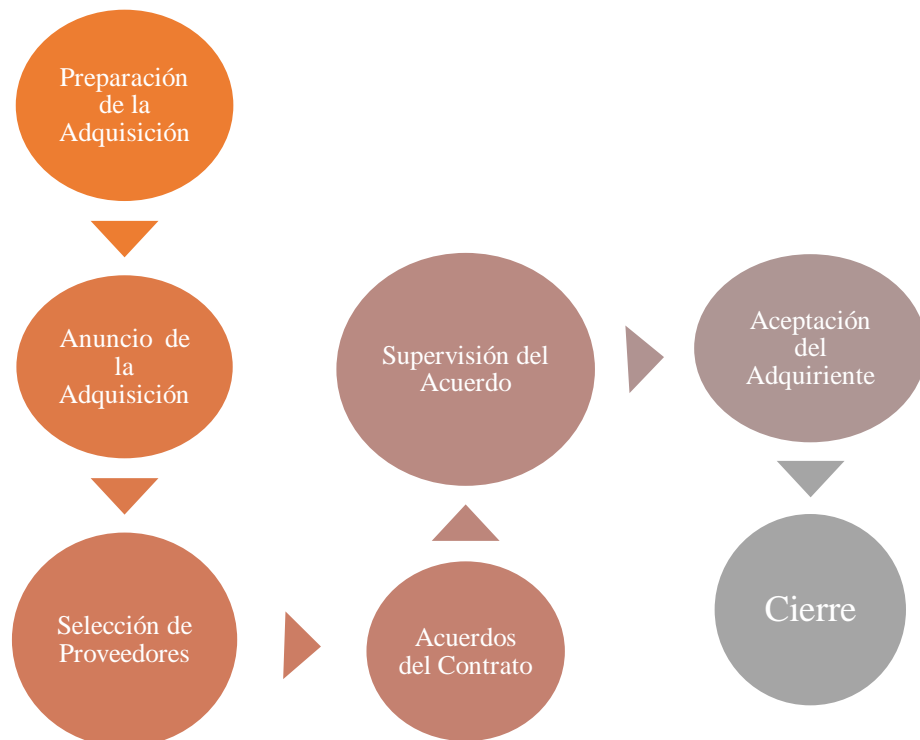 Preparación
de la
Adquisición
Anuncio de
la
Adquisición
Selección de
Proveedores
Acuerdos
del Contrato
Supervisión del
Acuerdo
Aceptación
del
Adquiriente
Cierre